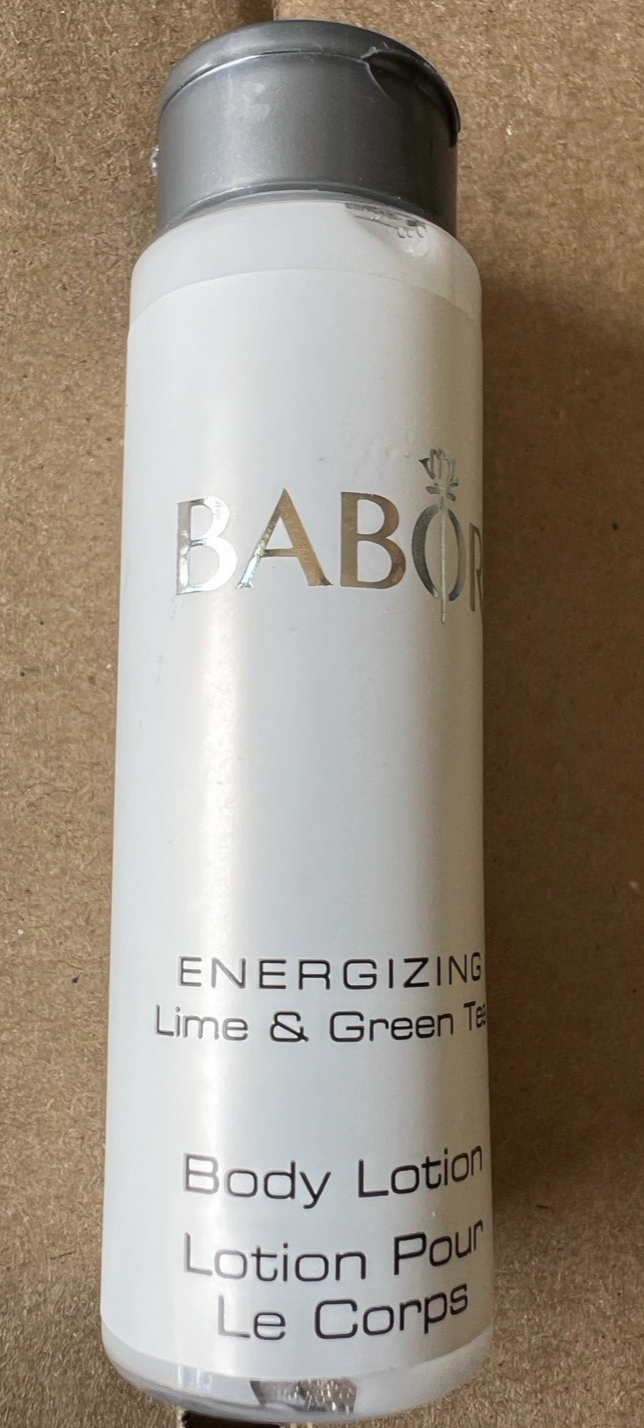 BABOR
ENERGIZING
Lime & Green Tea
Body Lotion
Lotion Pour
Le Corps